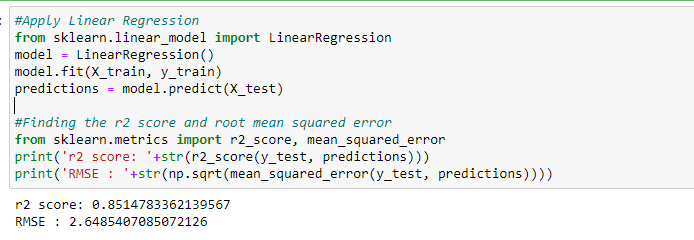 #Apply Linear Regression
from sklearn.linear_model import LinearRegression
model = LinearRegression()
model.fit(X_train, y_train)
predictions = model.predict(X_test)
#Finding the r2 score and root mean squared error
from sklearn.metrics import r2_score, mean_squared_error
print('r2 score: '+str(r2_score(y_test, predictions)))
print('RMSE : '+str(np.sqrt(mean_squared_error(y_test, predictions))))
r2 score: 0.8514783362139567
RMSE : 2.6485407085072126